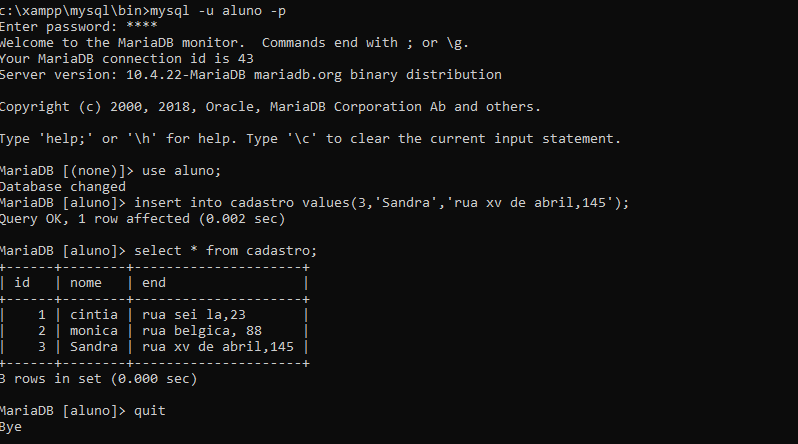 c:\xampp\mysql\bin>mysql -u aluno -p
Enter password: ****
Welcome to the MariaDB monitor.  Commands end with ; or \g.
Your MariaDB connection id is 43
Server version: 10.4.22-MariaDB mariadb.org binary distribution

Copyright (c) 2000, 2018, Oracle, MariaDB Corporation Ab and others.

Type 'help;' or '\h' for help. Type '\c' to clear the current input statement.

MariaDB [(none)]> use aluno;
Database changed
MariaDB [aluno]> insert into cadastro values(3,'Sandra','rua xv de abril,145');
Query OK, 1 row affected (0.002 sec)

MariaDB [aluno]> select * from cadastro;
+------+--------+---------------------+
| id   | nome   | end                 |
+------+--------+---------------------+
|    1 | cintia | rua sei la,23       |
|    2 | monica | rua belgica, 88     |
|    3 | Sandra | rua xv de abril,145 |
+------+--------+---------------------+
3 rows in set (0.000 sec)

MariaDB [aluno]> quit
Bye